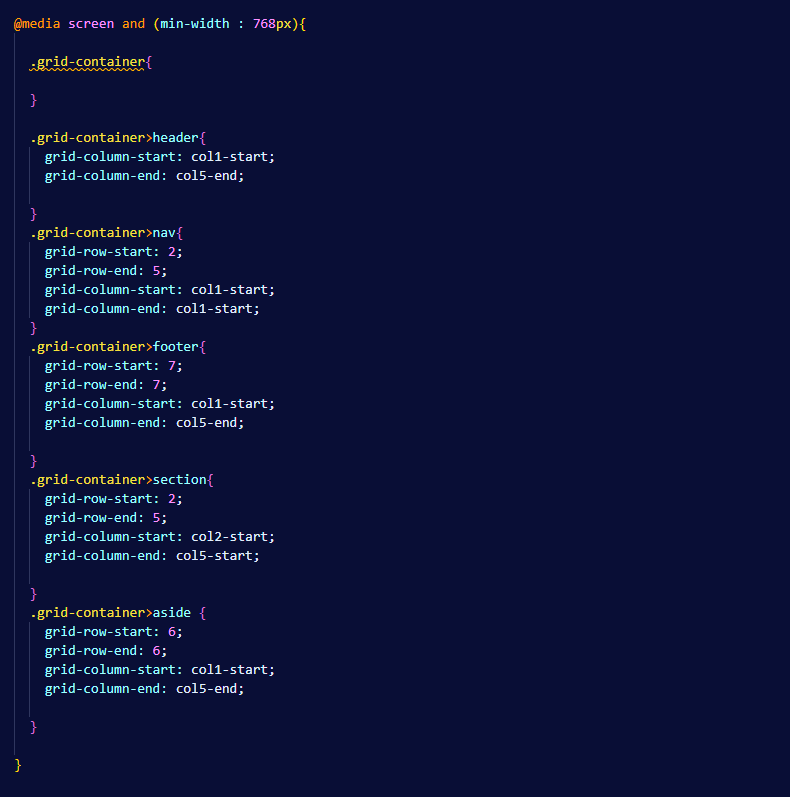 @media screen and (min-width : 768px){
.grid-container{
}
.grid-container>header{
grid-column-start: col1-start;
grid-column-end: col5-end;
}
.grid-container>nav{
grid-row-start: 2;
grid-row-end: 5;
grid-column-start: col1-start;
grid-column-end: col1-start;
}
.grid-container>footer{
grid-row-start: 7;
grid-row-end: 7;
grid-column-start: col1-start;
grid-column-end: col5-end;
}
.grid-container>section{
grid-row-start: 2;
grid-row-end: 5;
grid-column-start: col2-start;
grid-column-end: col5-start;
}
.grid-container>aside {
grid-row-start: 6;
grid-row-end: 6;
grid-column-start: col1-start;
grid-column-end: col5-end;
}
}